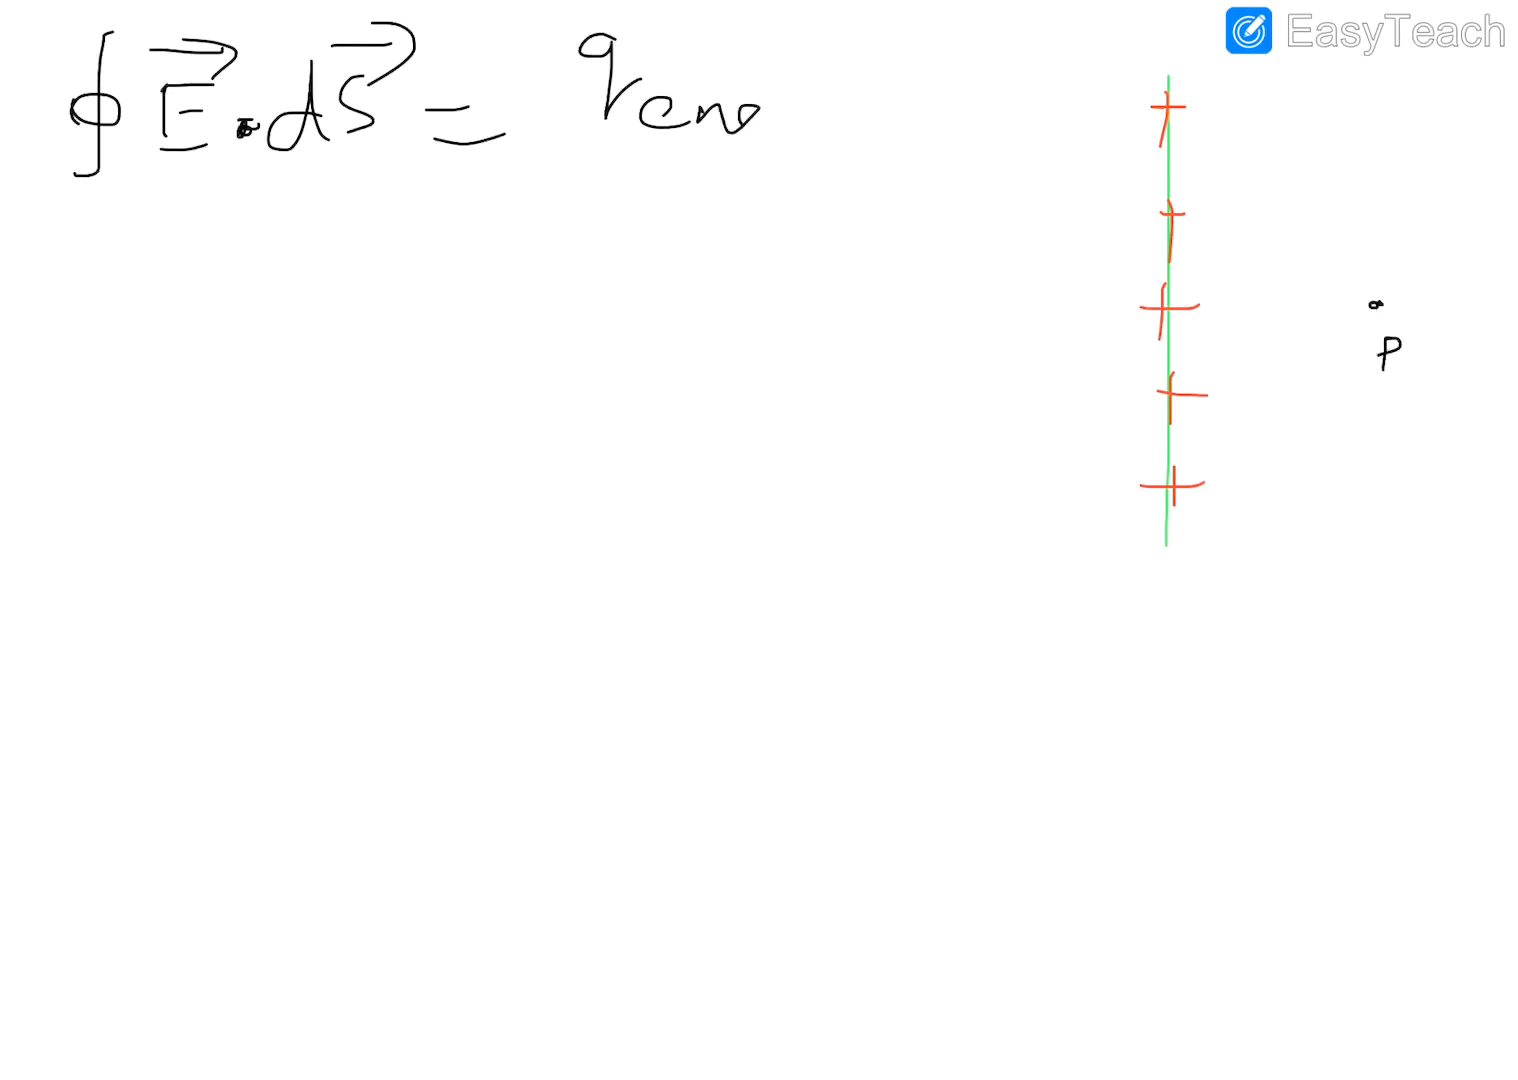 EasyTeach
∮ E⃗ . dS⃗ = qenc
P